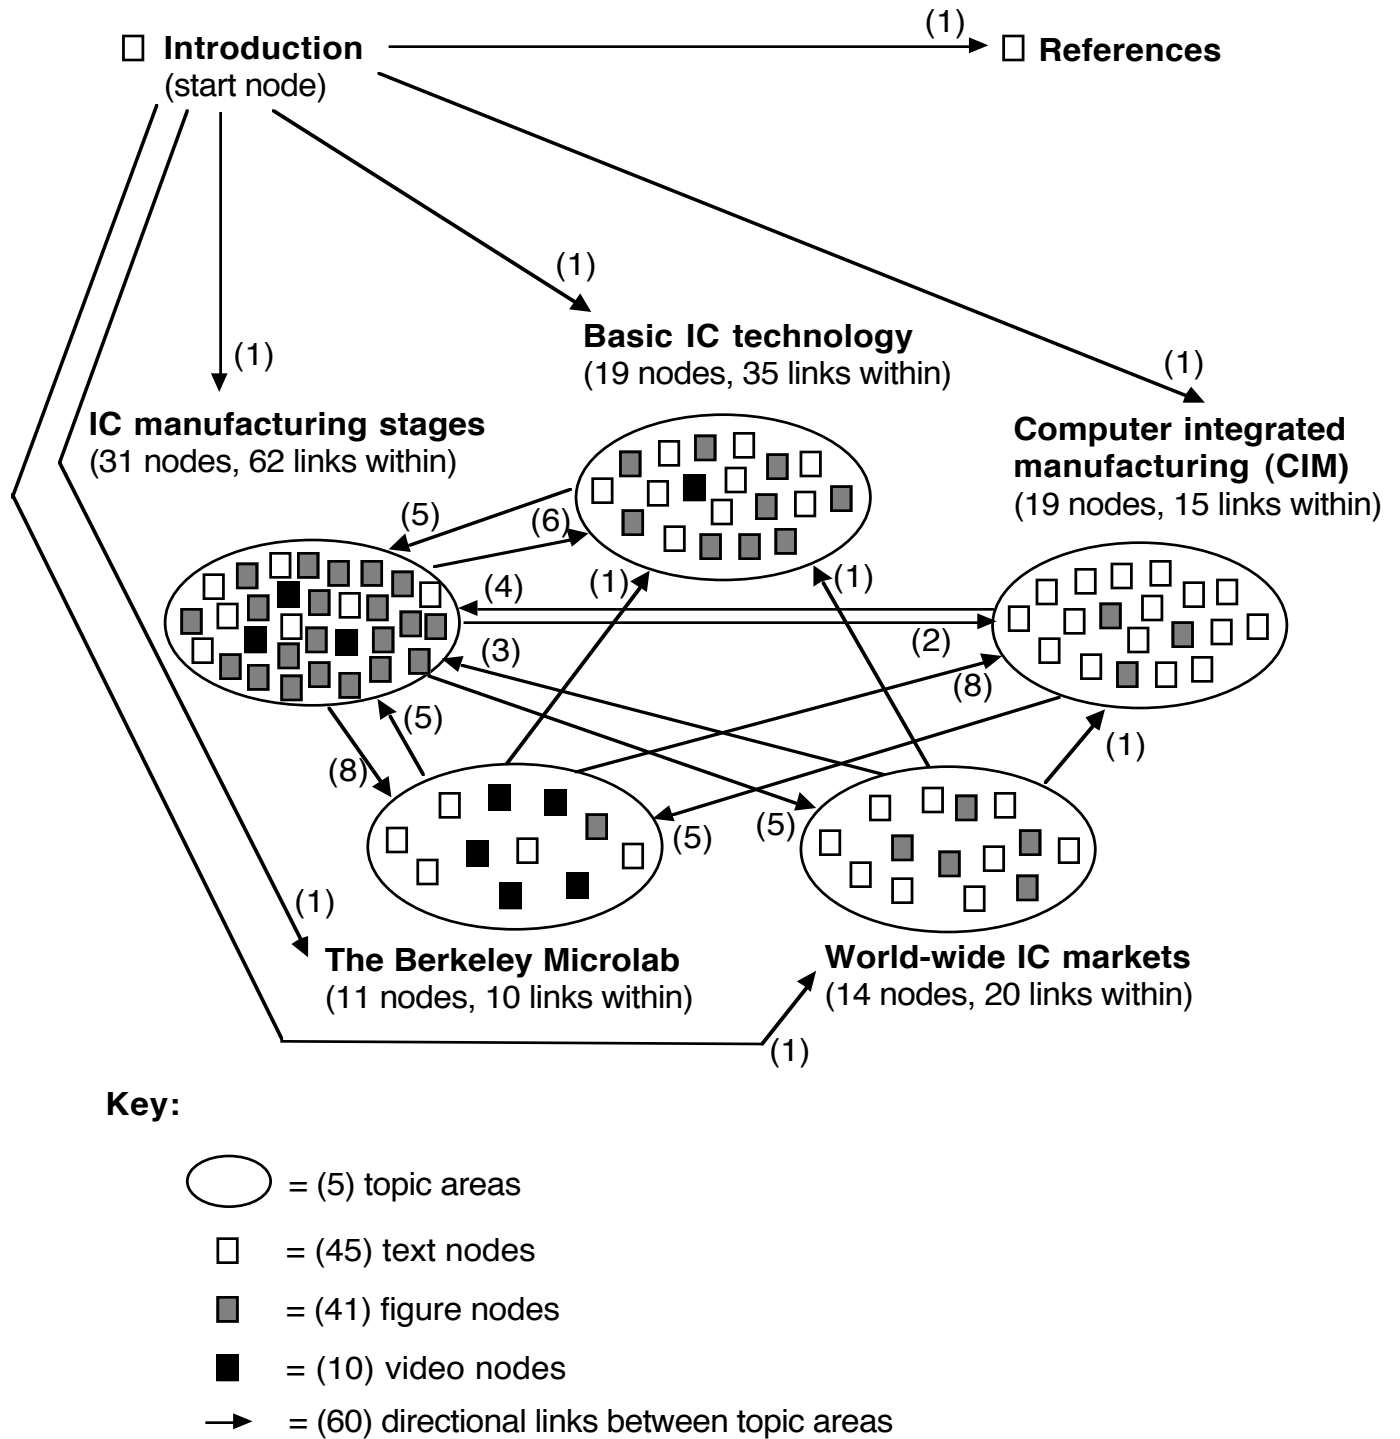 (1)
Introduction
(start node)
References
(1)
Basic IC technology
(19 nodes, 35 links within)
(1)
(1)
IC manufacturing stages
(31 nodes, 62 links within)
Computer integrated
manufacturing (CIM)
(19 nodes, 15 links within)
(5)
(6)
(4)
(1)
(1)
(3)
(2)
(8)
(5)
(8)
(1)
(5)
(5)
(1)
The Berkeley Microlab
(11 nodes, 10 links within)
World-wide IC markets
(14 nodes, 20 links within)
(1)
Key:
= (5) topic areas
= (45) text nodes
= (41) figure nodes
= (10) video nodes
= (60) directional links between topic areas